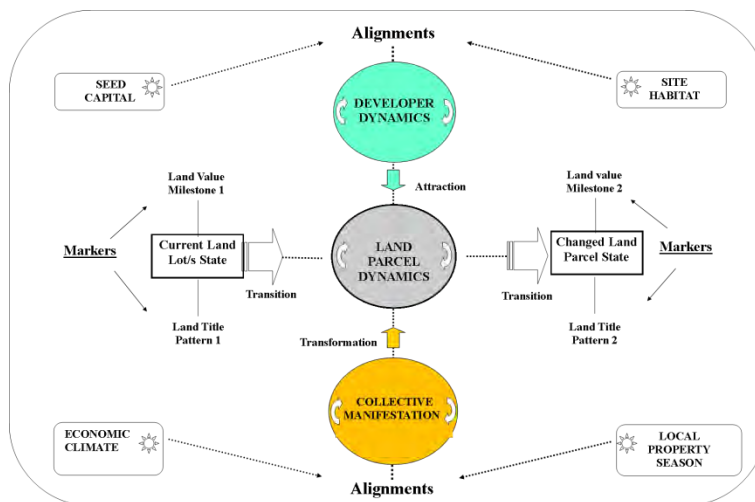 Alignments
SEED
CAPITAL
SITE
HABITAT
DEVELOPER
DYNAMICS
Attraction
Land Value
Milestone 1
Land value
Milestone 2
Markers
Current Land
Lot/s State
Transition
LAND
PARCEL
DYNAMICS
Transition
Changed Land
Parcel State
Markers
Land Title
Pattern 1
Land Title
Pattern 2
Transformation
COLLECTIVE
MANIFESTATION
ECONOMIC
CLIMATE
LOCAL
PROPERTY
SEASON
Alignments